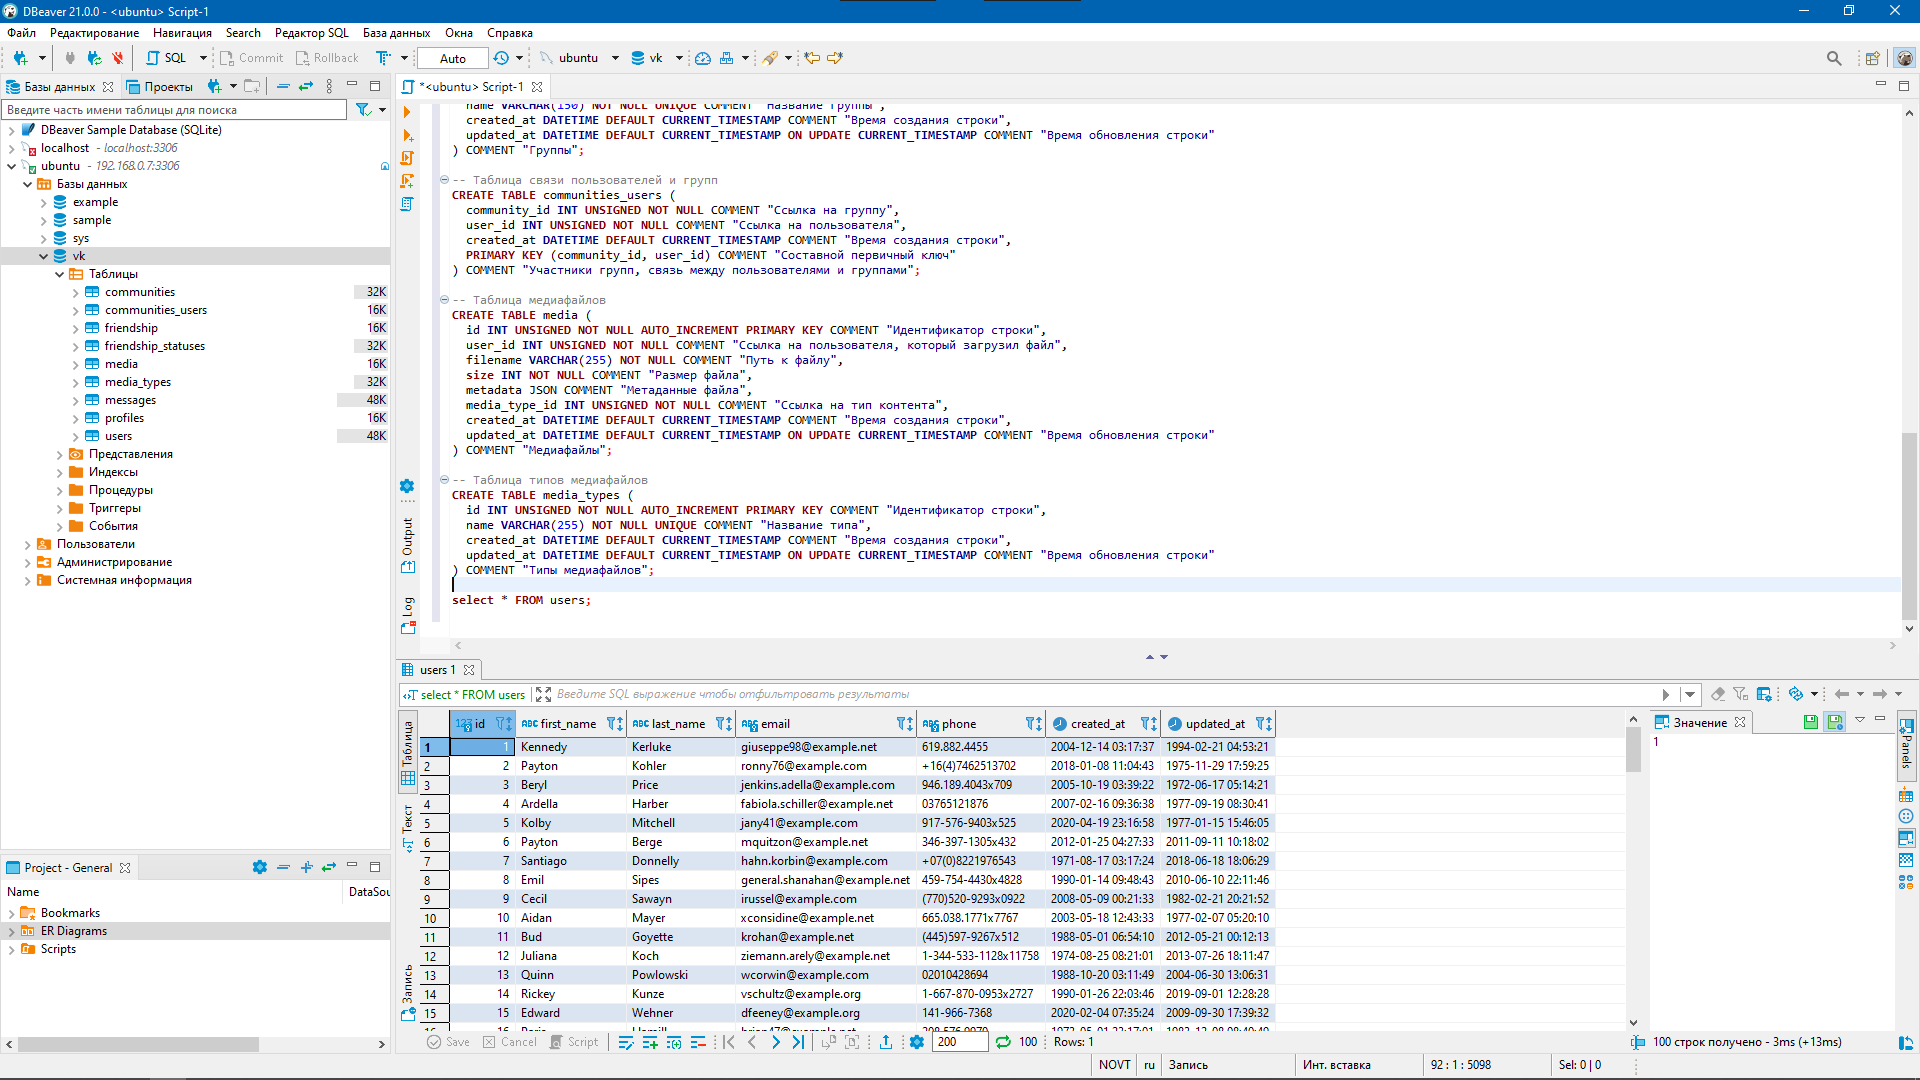 DBeaver 21.0.0 - <ubuntu> Script-1
Файл Редактирование Навигация Search Редактор SQL База данных Окна Справка
SQL Commit Rollback Auto ubuntu vk
Базы данных Проекты
Введите часть имени таблицы для поиска
DBeaver Sample Database (SQLite)
localhost - localhost:3306
ubuntu - 192.168.0.7:3306
Базы данных
example
sample
sys
vk
Таблицы
communities 32K
communities_users 16K
friendship 16K
friendship_statuses 32K
media 16K
media_types 32K
messages 48K
profiles 16K
users 48K
Представления
Индексы
Процедуры
Триггеры
События
Пользователи
Администрирование
Системная информация
Project - General
Name DataSou
Bookmarks
ER Diagrams
Scripts
*<ubuntu> Script-1
name VARCHAR(150) NOT NULL UNIQUE COMMENT "Название группы",
created_at DATETIME DEFAULT CURRENT_TIMESTAMP COMMENT "Время создания строки",
updated_at DATETIME DEFAULT CURRENT_TIMESTAMP ON UPDATE CURRENT_TIMESTAMP COMMENT "Время обновления строки"
) COMMENT "Группы";
-- Таблица связи пользователей и групп
CREATE TABLE communities_users (
community_id INT UNSIGNED NOT NULL COMMENT "Ссылка на группу",
user_id INT UNSIGNED NOT NULL COMMENT "Ссылка на пользователя",
created_at DATETIME DEFAULT CURRENT_TIMESTAMP COMMENT "Время создания строки",
PRIMARY KEY (community_id, user_id) COMMENT "Составной первичный ключ"
) COMMENT "Участники групп, связь между пользователями и группами";
-- Таблица медиафайлов
CREATE TABLE media (
id INT UNSIGNED NOT NULL AUTO_INCREMENT PRIMARY KEY COMMENT "Идентификатор строки",
user_id INT UNSIGNED NOT NULL COMMENT "Ссылка на пользователя, который загрузил файл",
filename VARCHAR(255) NOT NULL COMMENT "Путь к файлу",
size INT NOT NULL COMMENT "Размер файла",
metadata JSON COMMENT "Метаданные файла",
media_type_id INT UNSIGNED NOT NULL COMMENT "Ссылка на тип контента",
created_at DATETIME DEFAULT CURRENT_TIMESTAMP COMMENT "Время создания строки",
updated_at DATETIME DEFAULT CURRENT_TIMESTAMP ON UPDATE CURRENT_TIMESTAMP COMMENT "Время обновления строки"
) COMMENT "Медиафайлы";
-- Таблица типов медиафайлов
CREATE TABLE media_types (
id INT UNSIGNED NOT NULL AUTO_INCREMENT PRIMARY KEY COMMENT "Идентификатор строки",
name VARCHAR(255) NOT NULL UNIQUE COMMENT "Название типа",
created_at DATETIME DEFAULT CURRENT_TIMESTAMP COMMENT "Время создания строки",
updated_at DATETIME DEFAULT CURRENT_TIMESTAMP ON UPDATE CURRENT_TIMESTAMP COMMENT "Время обновления строки"
) COMMENT "Типы медиафайлов";
select * FROM users;
Output
Log
users 1
select * FROM users Введите SQL выражение чтобы отфильтровать результаты
Таблица
Текст
Запись
123 id ABC first_name ABC last_name ABC email ABC phone created_at updated_at
1 1 Kennedy Kerluke giuseppe98@example.net 619.882.4455 2004-12-14 03:17:37 1994-02-21 04:53:21
2 2 Payton Kohler ronny76@example.com +16(4)7462513702 2018-01-08 11:04:43 1975-11-29 17:59:25
3 3 Beryl Price jenkins.adella@example.com 946.189.4043x709 2005-10-19 03:39:22 1972-06-17 05:14:21
4 4 Ardella Harber fabiola.schiller@example.net 03765121876 2007-02-16 09:36:38 1977-09-19 08:30:41
5 5 Kolby Mitchell jany41@example.com 917-576-9403x525 2020-04-19 23:16:58 1977-01-15 15:46:05
6 6 Payton Berge mquitzon@example.com 346-397-1305x432 2012-01-25 04:27:33 2011-09-11 10:18:02
7 7 Santiago Donnelly hahn.korbin@example.com +07(0)8221976543 1971-08-17 03:17:24 2018-06-18 18:06:29
8 8 Emil Sipes general.shanahan@example.net 459-754-4430x4828 1990-01-14 09:48:43 2010-06-10 22:11:46
9 9 Cecil Sawayn irussel@example.com (770)520-9293x0922 2008-05-09 00:21:33 1982-02-21 20:21:52
10 10 Aidan Mayer xconsidine@example.net 665.038.1771x7767 2003-05-18 12:43:33 1977-02-07 05:20:10
11 11 Bud Goyette krohan@example.net (445)597-9267x512 1988-05-01 06:54:10 2012-05-21 00:12:13
12 12 Juliana Koch ziemann.arely@example.net 1-344-533-1128x11758 1974-08-25 08:21:01 2013-07-26 18:11:47
13 13 Quinn Powlowski wcorwin@example.com 02010428694 1988-10-20 03:11:49 2004-06-30 13:06:31
14 14 Rickey Kunze vschultz@example.org 1-667-870-0953x2727 1990-01-26 22:03:46 2019-09-01 12:28:28
15 15 Edward Wehner dfeeney@example.org 141-966-7368 2020-02-04 07:35:24 2009-09-30 17:39:32
Значение
1
Panels
Save Cancel Script 200 100 Rows: 1
100 строк получено - 3ms (+13ms)
NOVT ru Запись Инт. вставка 92 : 1 : 5098 Sel: 0 | 0